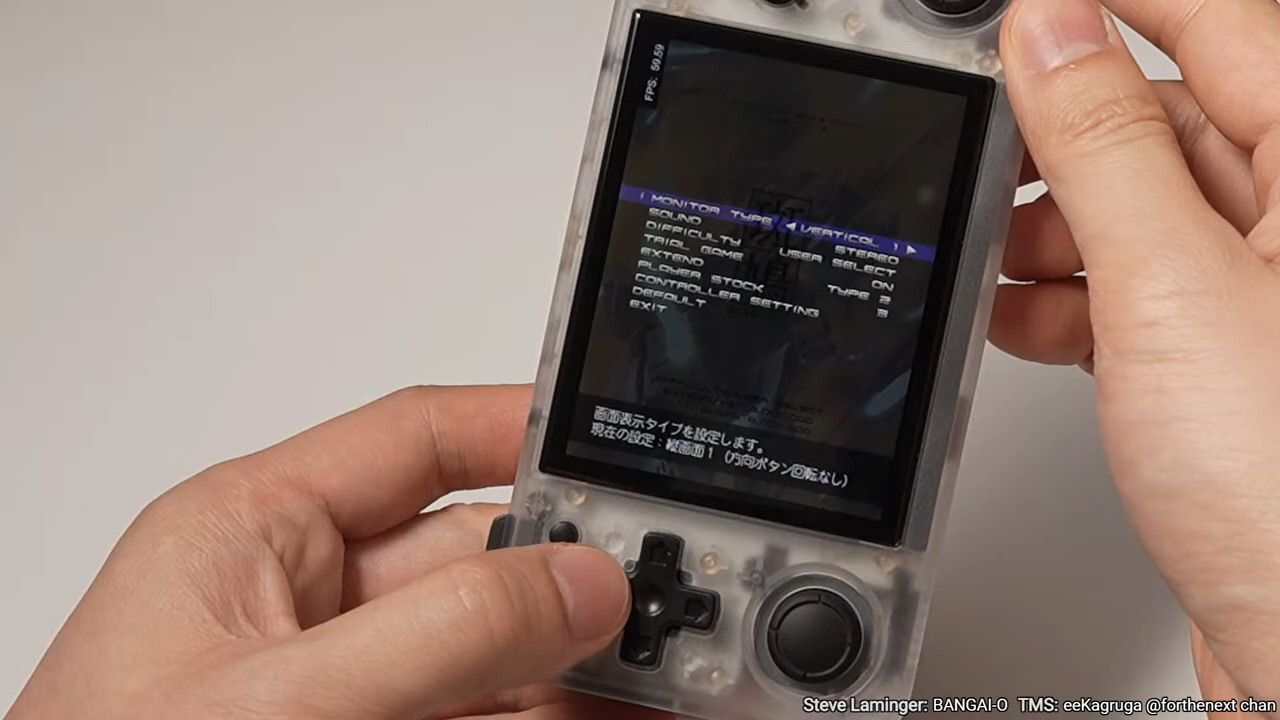 FPS: 59.59
( MONITOR TYPE ◀ VERTICAL ) ▶
SOUND STEREO
DIFFICULTY USER SELECT
TRIAL GAME ON
EXTEND TYPE 2
PLAYER STOCK 3
CONTROLLER SETTING
DEFAULT
EXIT
画面表示タイプを設定します。
現在の設定：縦画面1（方向ボタン回転なし）
Steve Laminger: BANGAI-O TMS: eeKagruga @forthenext chan